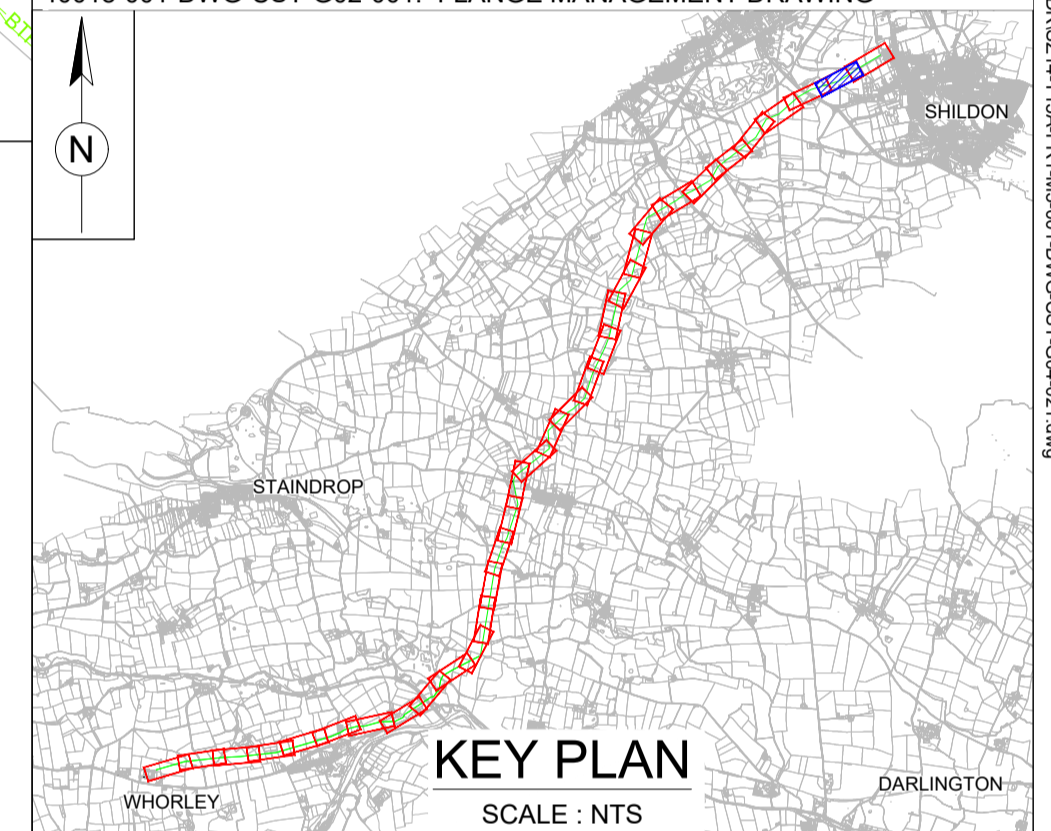 N
SHILDON
STAINDROP
WHORLEY
KEY PLAN
SCALE : NTS
DARLINGTON